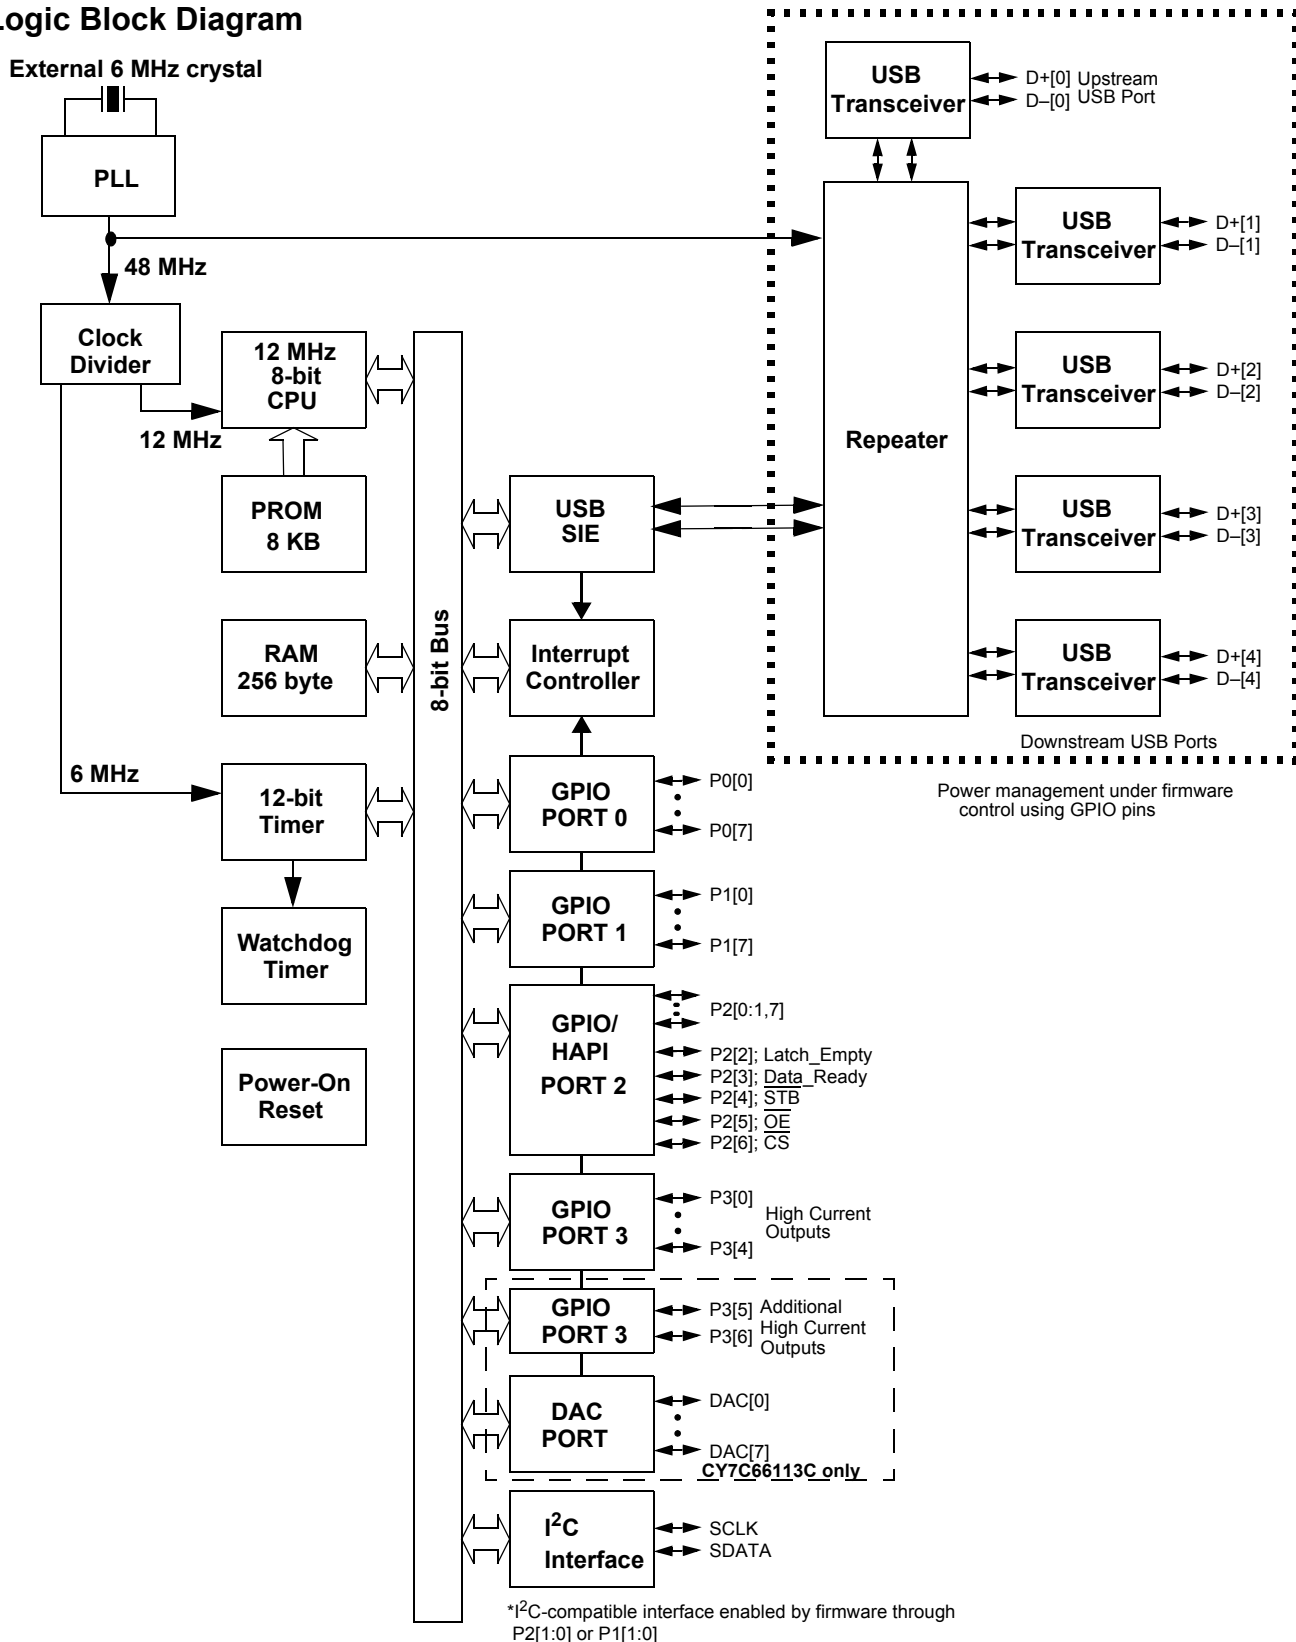 Logic Block Diagram
External 6 MHz crystal
PLL
48 MHz
Clock
Divider
12 MHz
8-bit
CPU
12 MHz
PROM
8 KB
RAM
256 byte
6 MHz
12-bit
Timer
Watchdog
Timer
Power-On
Reset
8-bit Bus
USB
SIE
Interrupt
Controller
GPIO
PORT 0
P0[0]
P0[7]
GPIO
PORT 1
P1[0]
P1[7]
GPIO/
HAPI
PORT 2
P2[0:1,7]
P2[2]; Latch_Empty
P2[3]; Data_Ready
P2[4]; STB
P2[5]; OE
P2[6]; CS
GPIO
PORT 3
P3[0]
P3[4]
High Current
Outputs
GPIO
PORT 3
P3[5]
P3[6]
Additional
High Current
Outputs
DAC
PORT
DAC[0]
DAC[7]
CY7C66113C only
I2C
Interface
SCLK
SDATA
*I2C-compatible interface enabled by firmware through
P2[1:0] or P1[1:0]
USB
Transceiver
D+[0]
D–[0]
Upstream
USB Port
Repeater
USB
Transceiver
D+[1]
D–[1]
USB
Transceiver
D+[2]
D–[2]
USB
Transceiver
D+[3]
D–[3]
USB
Transceiver
D+[4]
D–[4]
Downstream USB Ports
Power management under firmware
control using GPIO pins